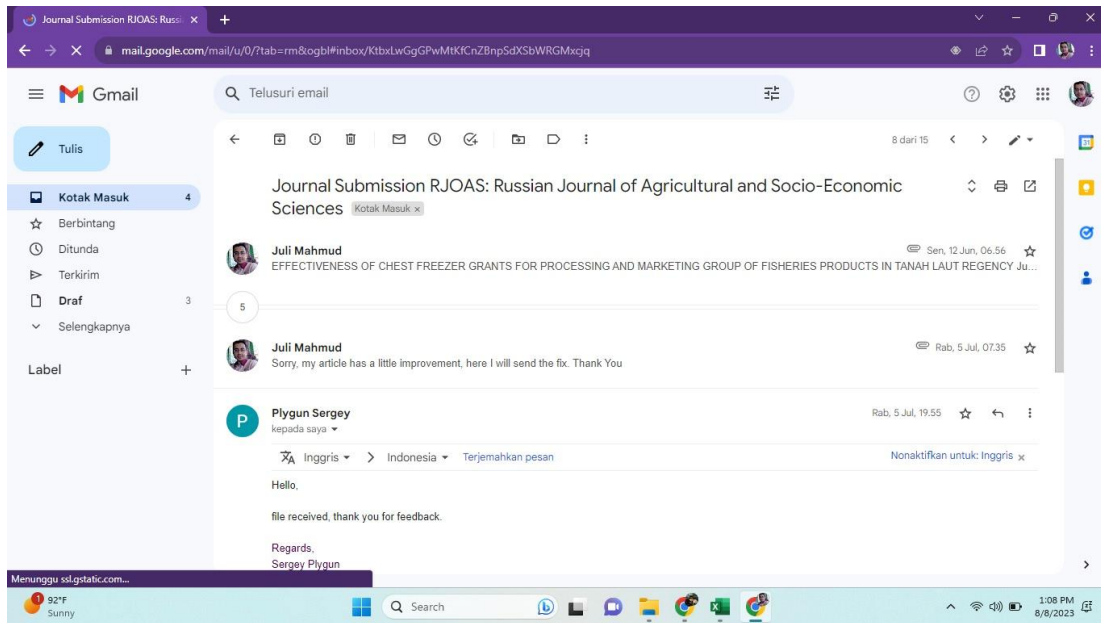 Journal Submission RJOAS: Russi
mail.google.com/mail/u/0/?tab=rm&ogbl#inbox/KtbxLwGgGPwMtKfCnZBnpSdXSbWRGMxcjq
Gmail
Telusuri email
Tulis
8 dari 15
31
Journal Submission RJOAS: Russian Journal of Agricultural and Socio-Economic
Sciences Kotak Masuk x
Kotak Masuk 4
Berbintang
Ditunda
Terkirim
Draf 3
Selengkapnya
Label +
Juli Mahmud Sen, 12 Jun, 06.56
EFFECTIVENESS OF CHEST FREEZER GRANTS FOR PROCESSING AND MARKETING GROUP OF FISHERIES PRODUCTS IN TANAH LAUT REGENCY Ju...
5
Juli Mahmud Rab, 5 Jul, 07.35
Sorry, my article has a little improvement, here I will send the fix. Thank You
P
Plygun Sergey Rab, 5 Jul, 19.55
kepada saya
Inggris > Indonesia Terjemahkan pesan Nonaktifkan untuk: Inggris x
Hello,
file received, thank you for feedback.
Regards,
Sergey Plygun
Menunggu ssl.gstatic.com...
1
92°F
Sunny
Search
1:08 PM
8/8/2023